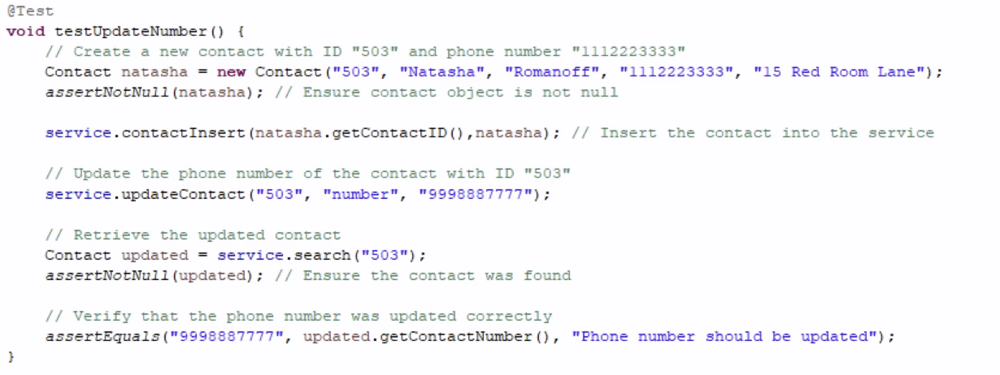 @Test
void testUpdateNumber() {
// Create a new contact with ID "503" and phone number "1112223333"
Contact natasha = new Contact("503", "Natasha", "Romanoff", "1112223333", "15 Red Room Lane");
assertNotNull(natasha); // Ensure contact object is not null
service.contactInsert(natasha.getContactID(),natasha); // Insert the contact into the service
// Update the phone number of the contact with ID "503"
service.updateContact("503", "number", "9998887777");
// Retrieve the updated contact
Contact updated = service.search("503");
assertNotNull(updated); // Ensure the contact was found
// Verify that the phone number was updated correctly
assertEquals("9998887777", updated.getContactNumber(), "Phone number should be updated");
}